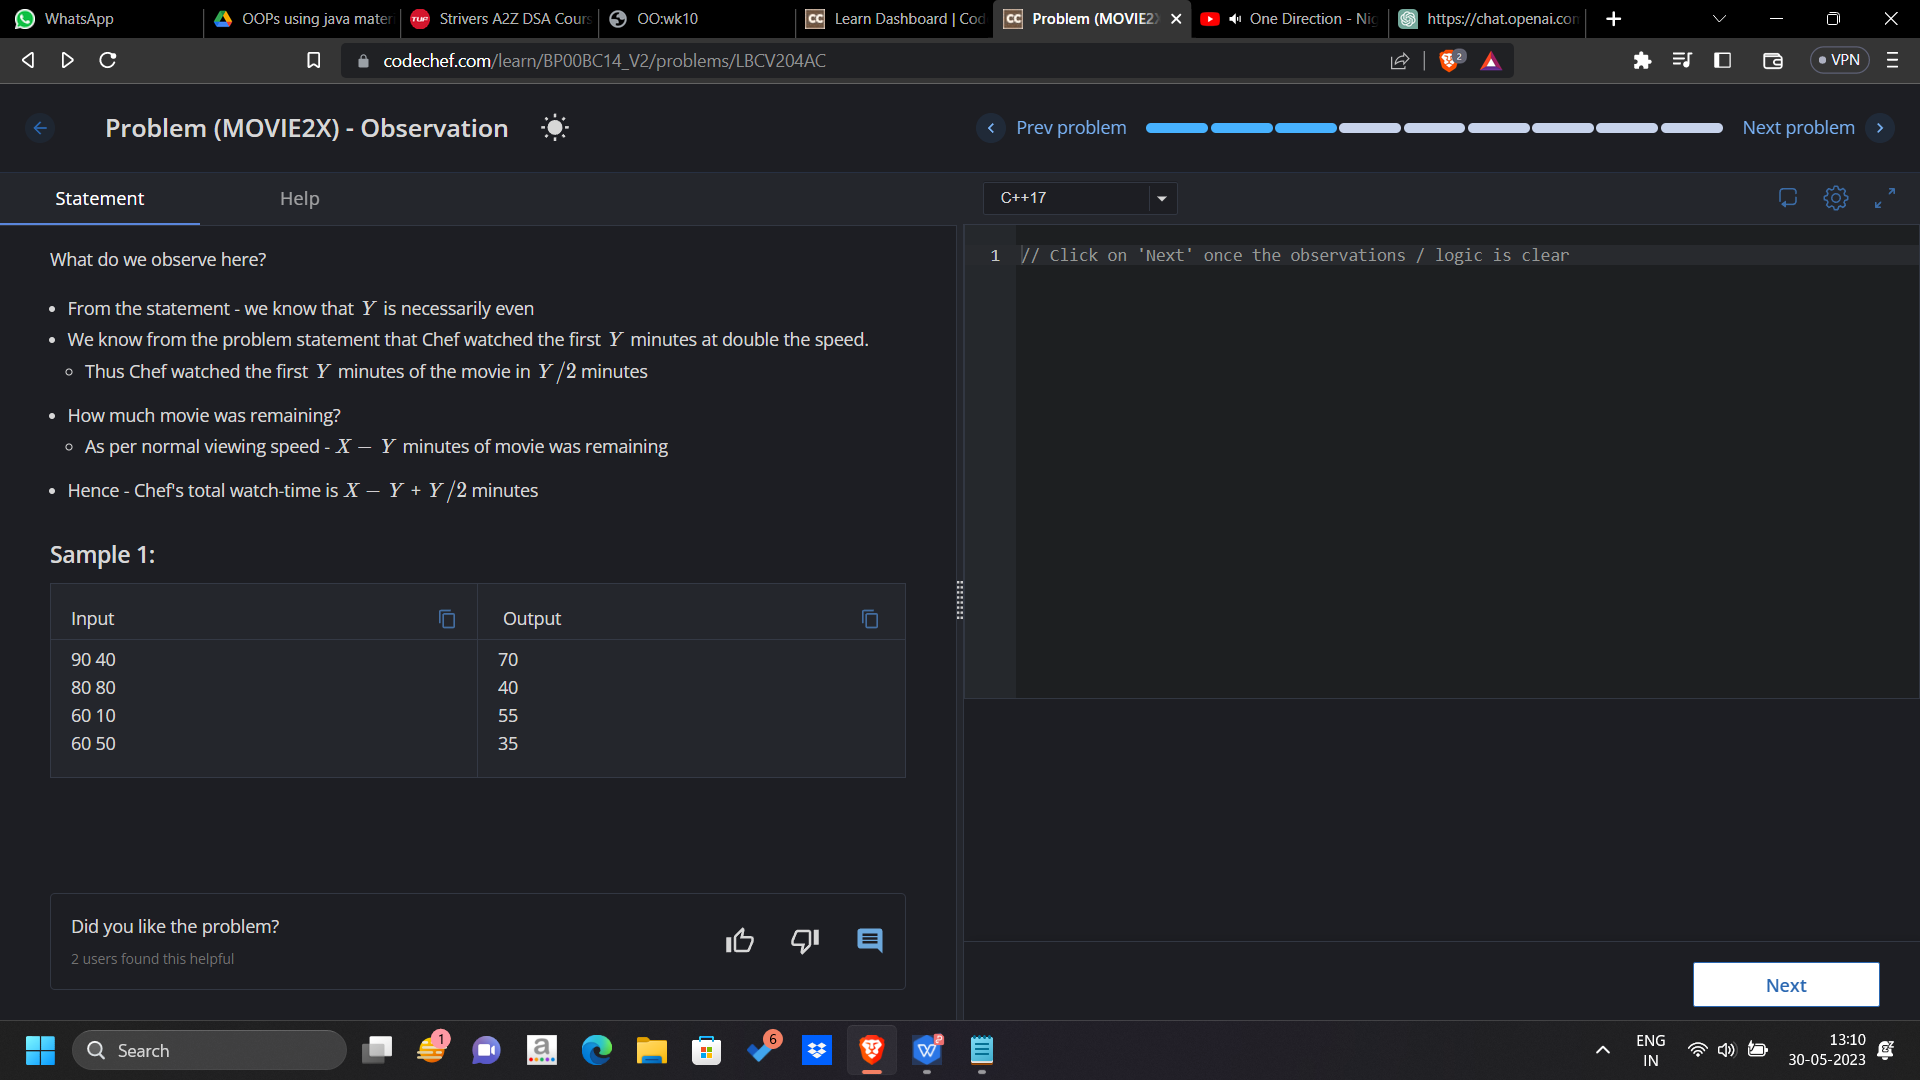 WhatsApp
OOPs using java mater
Strivers A2Z DSA Cours
OO:wk10
Learn Dashboard | Cod
Problem (MOVIE2X
One Direction - Nig
https://chat.openai.con
codechef.com/learn/BP00BC14_V2/problems/LBCV204AC
2
VPN
Problem (MOVIE2X) - Observation
Prev problem
Next problem
Statement
Help
C++17
What do we observe here?
• From the statement - we know that Y is necessarily even
• We know from the problem statement that Chef watched the first Y minutes at double the speed.
◦ Thus Chef watched the first Y minutes of the movie in Y/2 minutes
• How much movie was remaining?
◦ As per normal viewing speed - X − Y minutes of movie was remaining
• Hence - Chef's total watch-time is X − Y + Y/2 minutes
Sample 1:
Input
Output
90 40
70
80 80
40
60 10
55
60 50
35
Did you like the problem?
2 users found this helpful
1
// Click on 'Next' once the observations / logic is clear
Next
Search
1
6
ENG
IN
13:10
30-05-2023